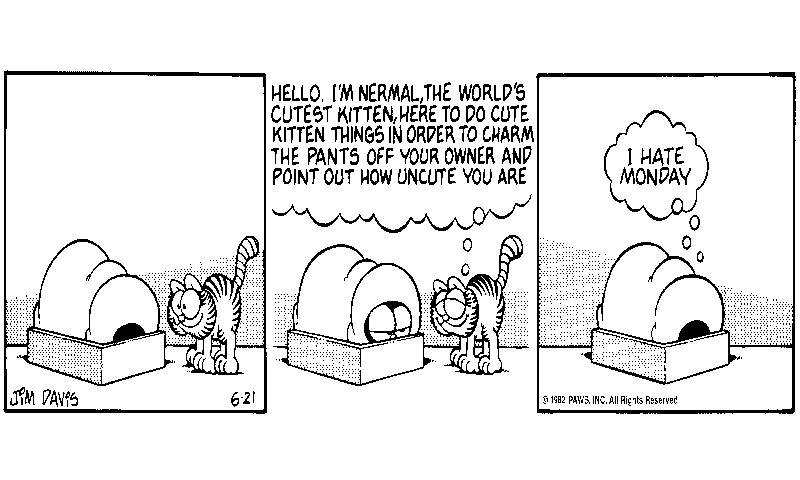 JIM DAVIS
6-21
HELLO. I'M NERMAL, THE WORLD'S
CUTEST KITTEN, HERE TO DO CUTE
KITTEN THINGS IN ORDER TO CHARM
THE PANTS OFF YOUR OWNER AND
POINT OUT HOW UNCUTE YOU ARE
I HATE
MONDAY
© 1982 PAWS, INC. All Rights Reserved